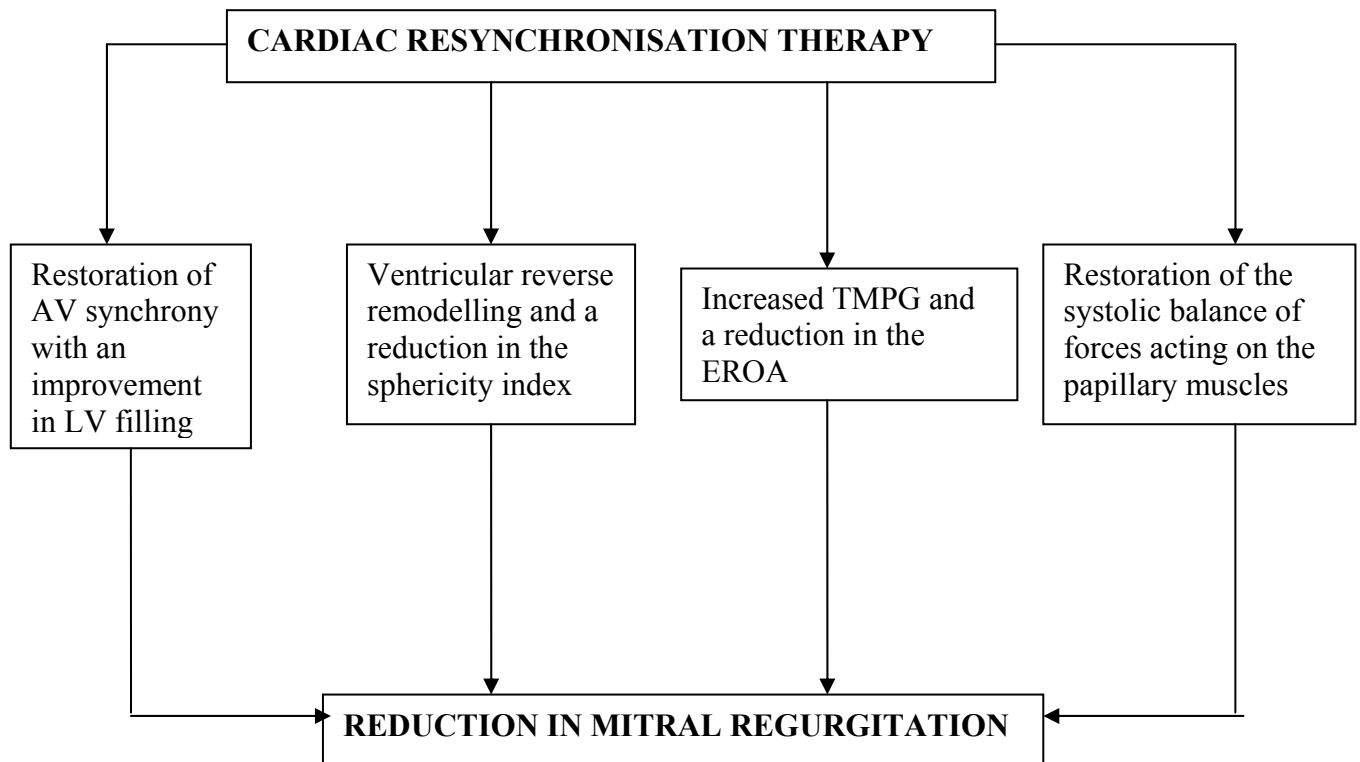 CARDIAC RESYNCHRONISATION THERAPY
Restoration of
AV synchrony
with an
improvement
in LV filling
Ventricular reverse
remodelling and a
reduction in the
sphericity index
Increased TMPG and
a reduction in the
EROA
Restoration of the
systolic balance of
forces acting on the
papillary muscles
REDUCTION IN MITRAL REGURGITATION